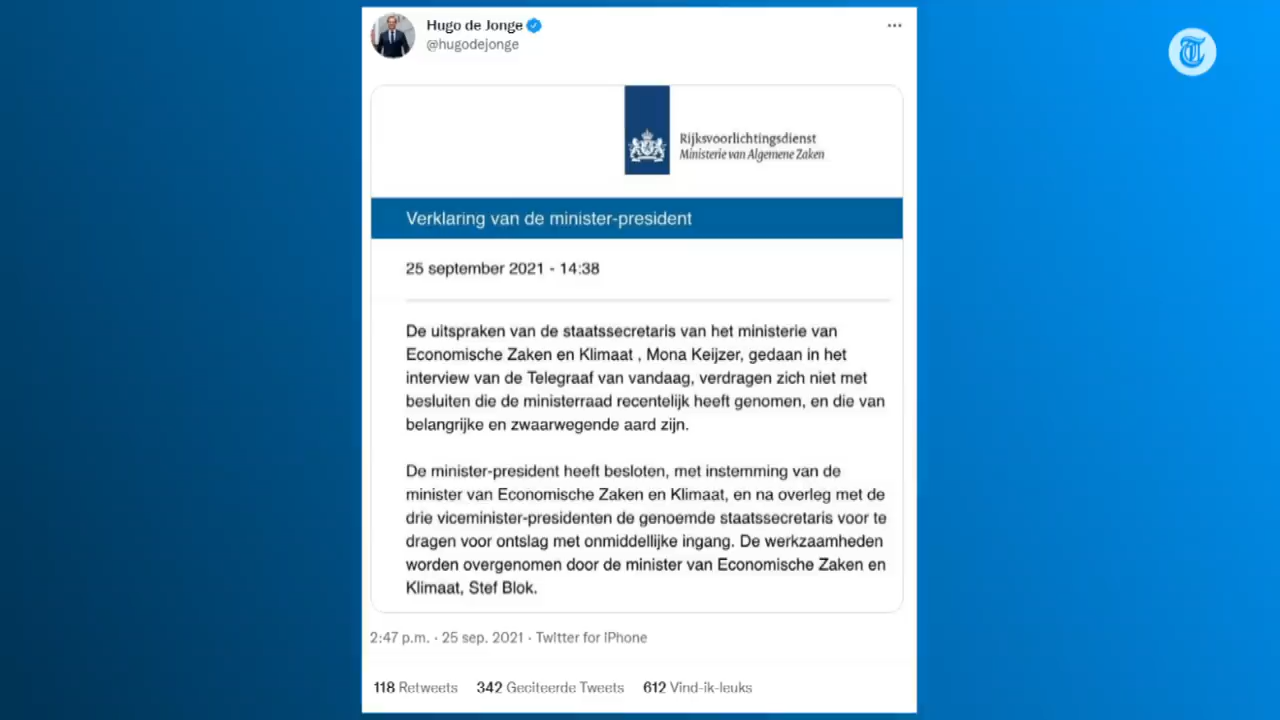 Hugo de Jonge
@hugodejonge
T
Rijksvoorlichtingsdienst
Ministerie van Algemene Zaken
Verklaring van de minister-president
25 september 2021 - 14:38
De uitspraken van de staatssecretaris van het ministerie van
Economische Zaken en Klimaat , Mona Keijzer, gedaan in het
interview van de Telegraaf van vandaag, verdragen zich niet met
besluiten die de ministerraad recentelijk heeft genomen, en die van
belangrijke en zwaarwegende aard zijn.
De minister-president heeft besloten, met instemming van de
minister van Economische Zaken en Klimaat, en na overleg met de
drie viceminister-presidenten de genoemde staatssecretaris voor te
dragen voor ontslag met onmiddellijke ingang. De werkzaamheden
worden overgenomen door de minister van Economische Zaken en
Klimaat, Stef Blok.
2:47 p.m. · 25 sep. 2021 · Twitter for iPhone
118 Retweets 342 Geciteerde Tweets 612 Vind-ik-leuks